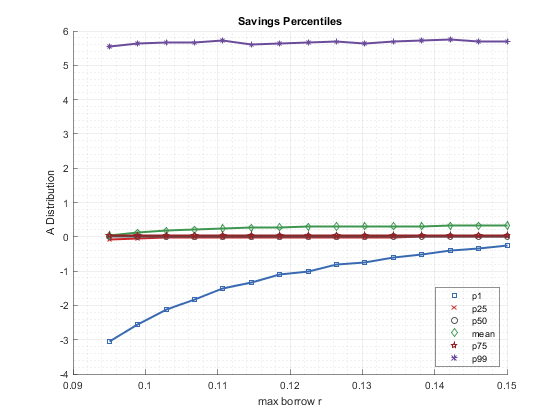 Savings Percentiles
6
5
4
3
2
1
0
-1
-2
-3
-4
A Distribution
0.09
0.1
0.11
0.12
0.13
0.14
0.15
max borrow r
p1
p25
p50
mean
p75
p99